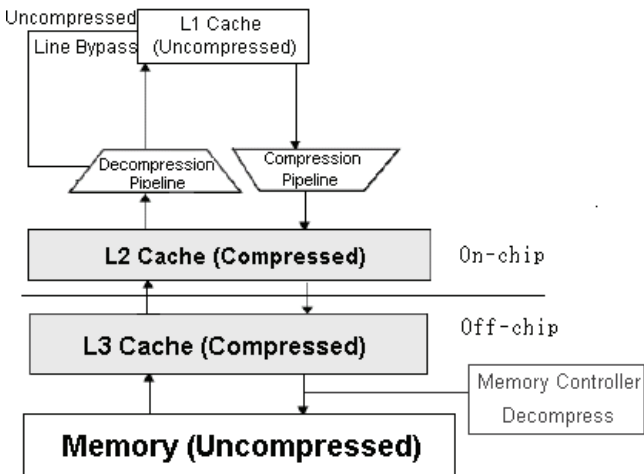 Uncompressed
Line Bypass
L1 Cache
(Uncompressed)
Decompression
Pipeline
Compression
Pipeline
L2 Cache (Compressed)
On-chip
Off-chip
L3 Cache (Compressed)
Memory Controller
Decompress
Memory (Uncompressed)